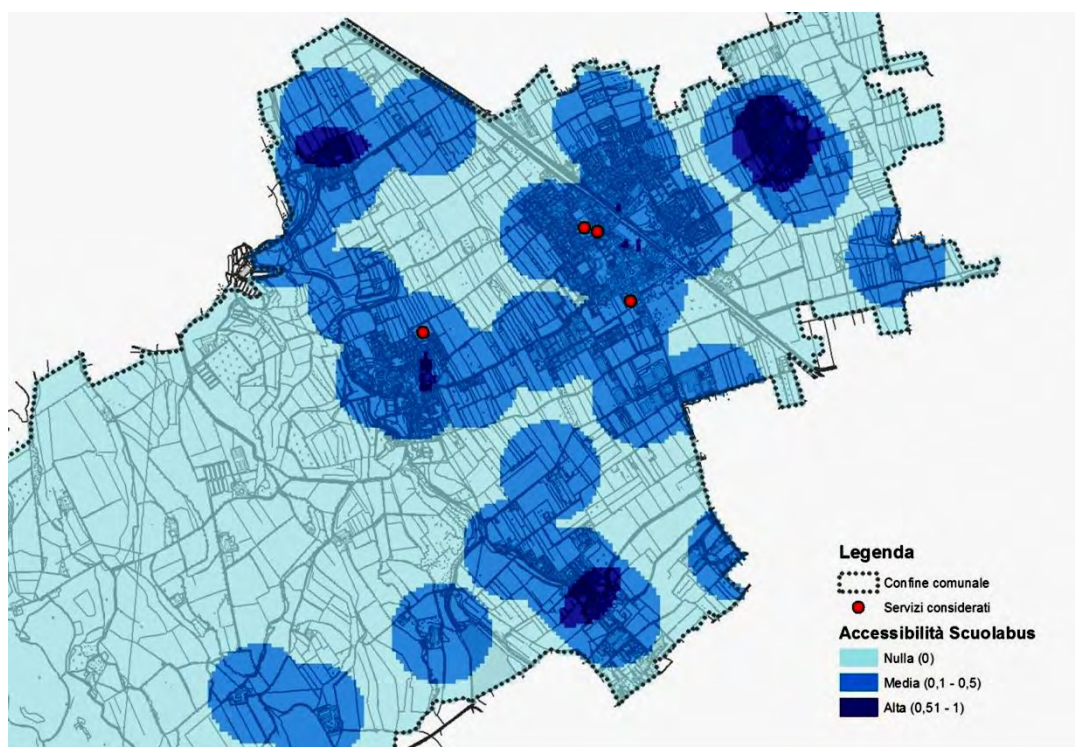 Legenda
Confine comunale
Servizi considerati
Accessibilità Scuolabus
Nulla (0)
Media (0,1 - 0,5)
Alta (0,51 - 1)